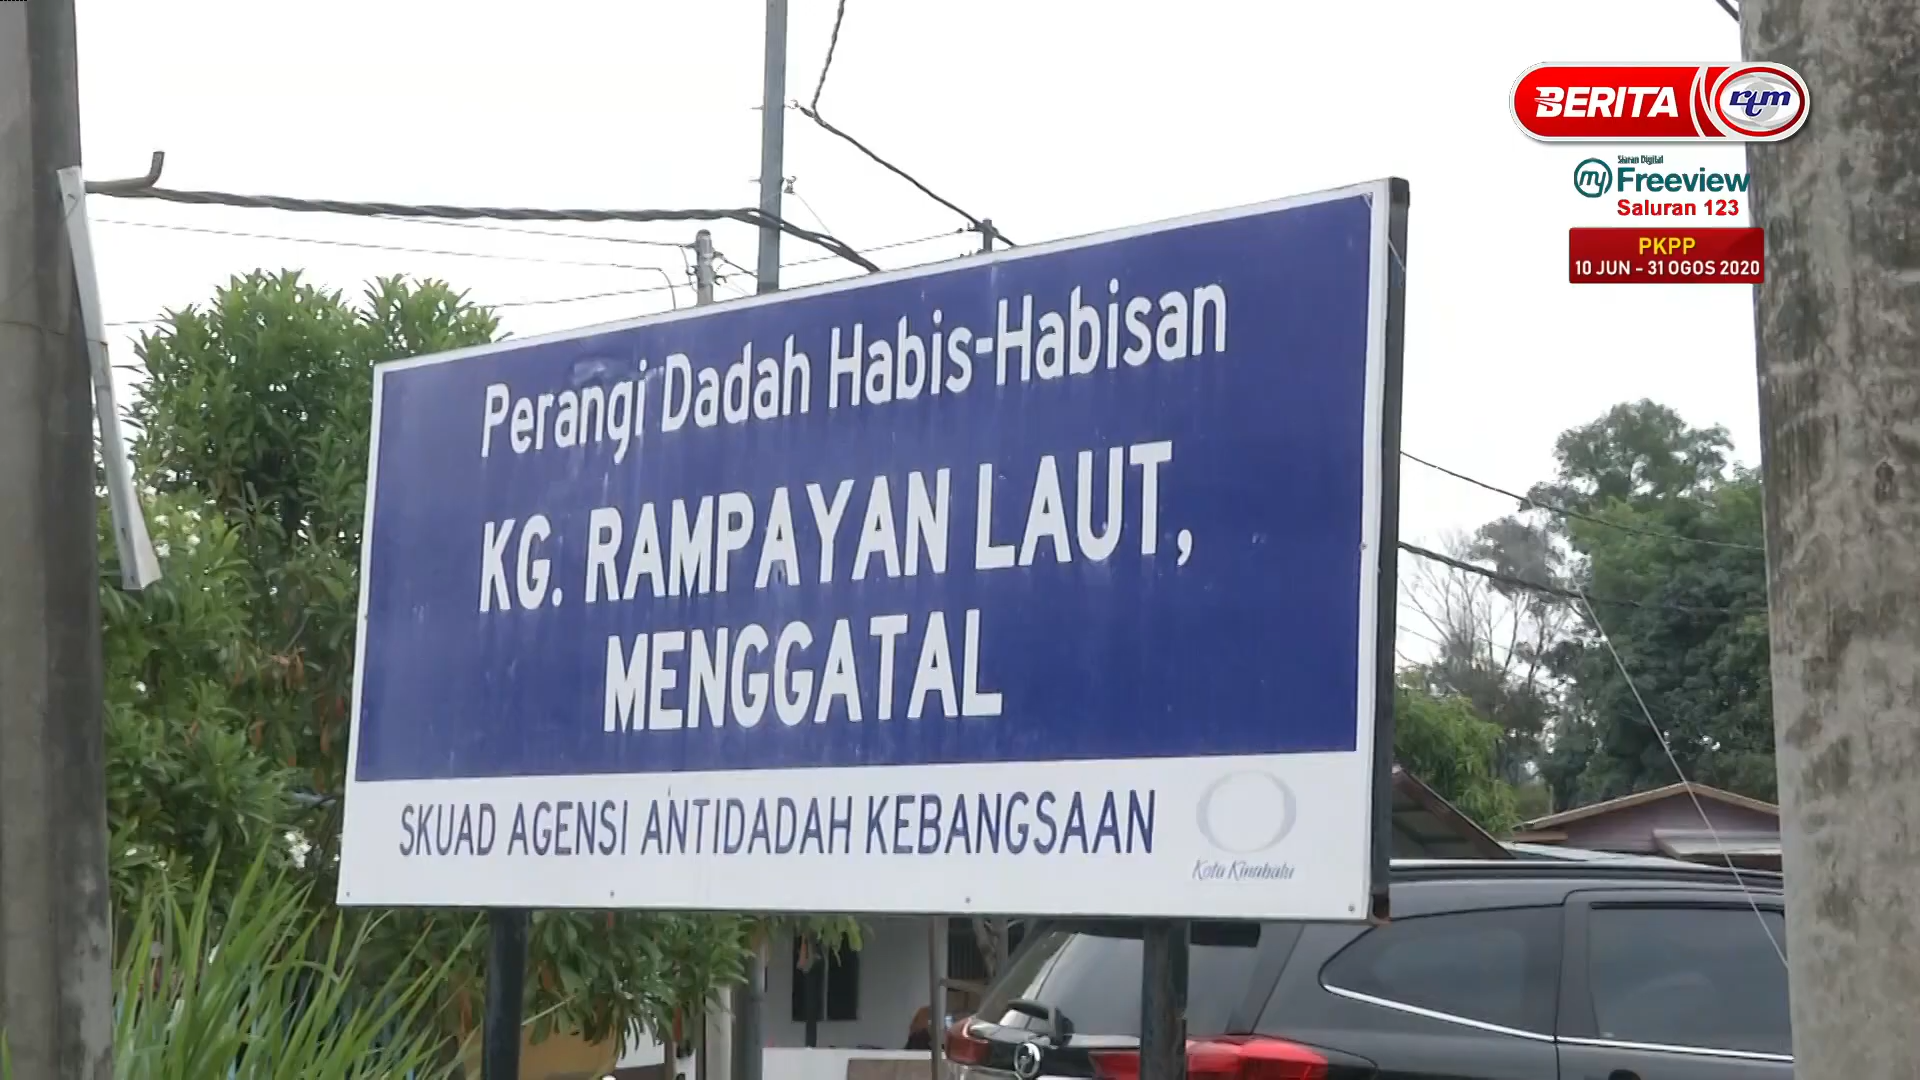 BERITA rtm
Siaran Digital
my Freeview
Saluran 123
PKPP
10 JUN - 31 OGOS 2020
Perangi Dadah Habis-Habisan
KG. RAMPAYAN LAUT,
MENGGATAL
SKUAD AGENSI ANTIDADAH KEBANGSAAN
Kota Kinabalu